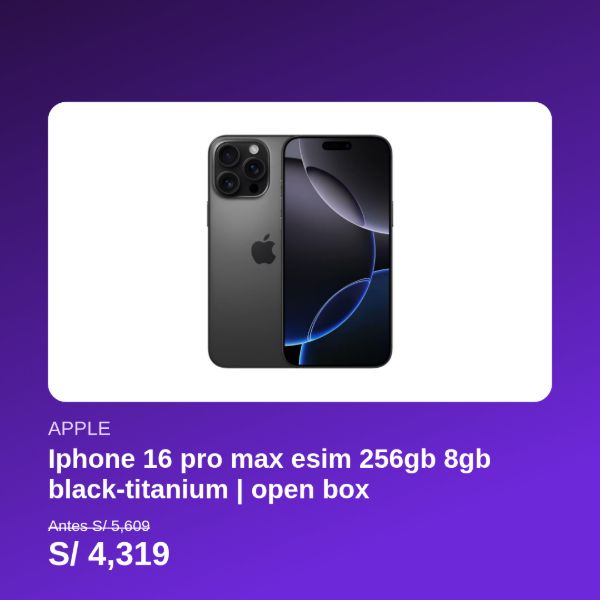 APPLE
Iphone 16 pro max esim 256gb 8gb
black-titanium | open box
Antes S/ 5,609
S/ 4,319